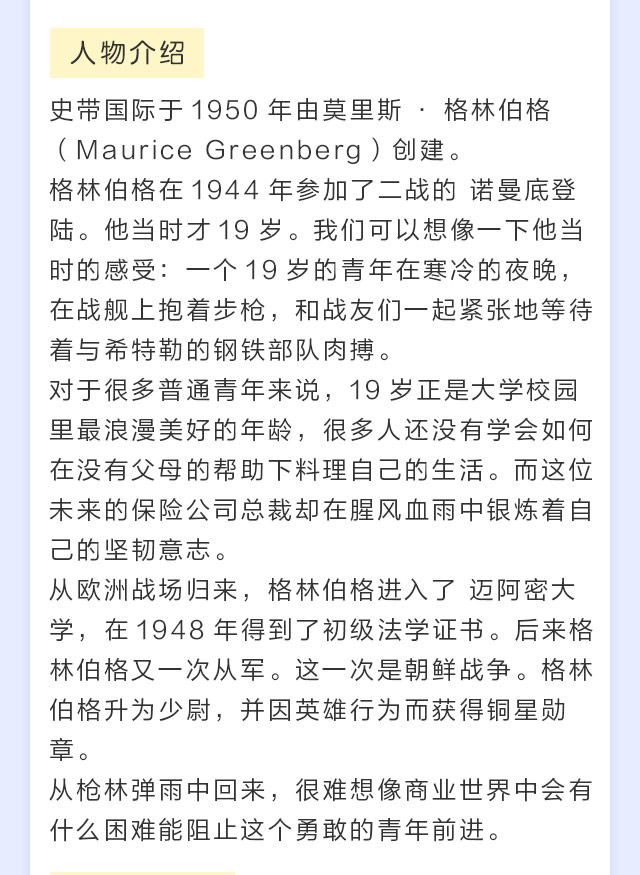 人物介绍
史带国际于 1950 年由莫里斯 · 格林伯格
（Maurice Greenberg）创建。
格林伯格在 1944 年参加了二战的 诺曼底登
陆。他当时才 19 岁。我们可以想像一下他当
时的感受：一个 19 岁的青年在寒冷的夜晚，
在战舰上抱着步枪，和战友们一起紧张地等待
着与希特勒的钢铁部队肉搏。
对于很多普通青年来说，19 岁正是大学校园
里最浪漫美好的年龄，很多人还没有学会如何
在没有父母的帮助下料理自己的生活。而这位
未来的保险公司总裁却在腥风血雨中银炼着自
己的坚韧意志。
从欧洲战场归来，格林伯格进入了 迈阿密大
学，在 1948 年得到了初级法学证书。后来格
林伯格又一次从军。这一次是朝鲜战争。格林
伯格升为少尉，并因英雄行为而获得铜星勋
章。
从枪林弹雨中回来，很难想像商业世界中会有
什么困难能阻止这个勇敢的青年前进。